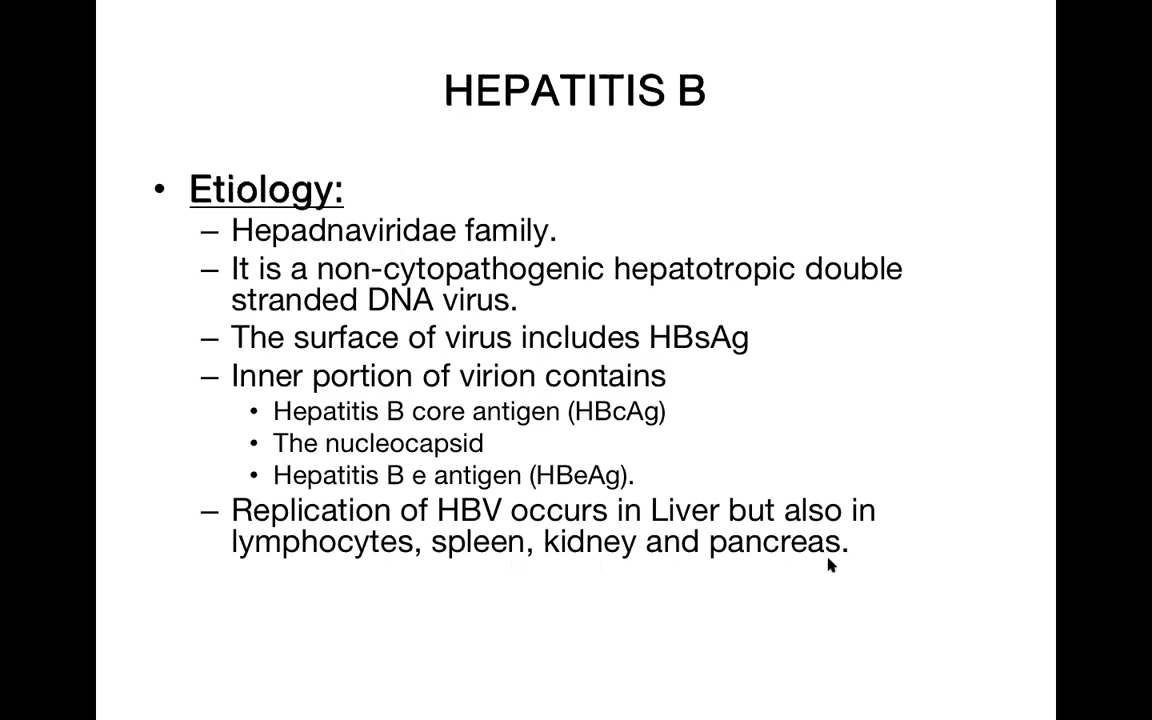 HEPATITIS B
• Etiology:
– Hepadnaviridae family.
– It is a non-cytopathogenic hepatotropic double
stranded DNA virus.
– The surface of virus includes HBsAg
– Inner portion of virion contains
• Hepatitis B core antigen (HBcAg)
• The nucleocapsid
• Hepatitis B e antigen (HBeAg).
– Replication of HBV occurs in Liver but also in
lymphocytes, spleen, kidney and pancreas.